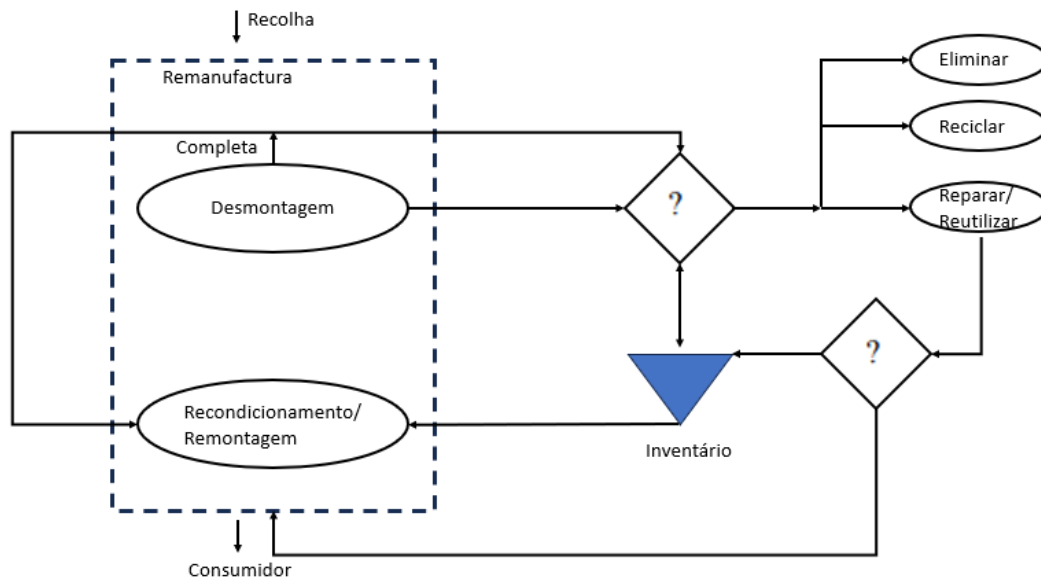 Recolha
Remanufactura
Eliminar
Reciclar
Completa
Desmontagem
?
Reparar/
Reutilizar
?
Recondicionamento/
Remontagem
Inventário
Consumidor